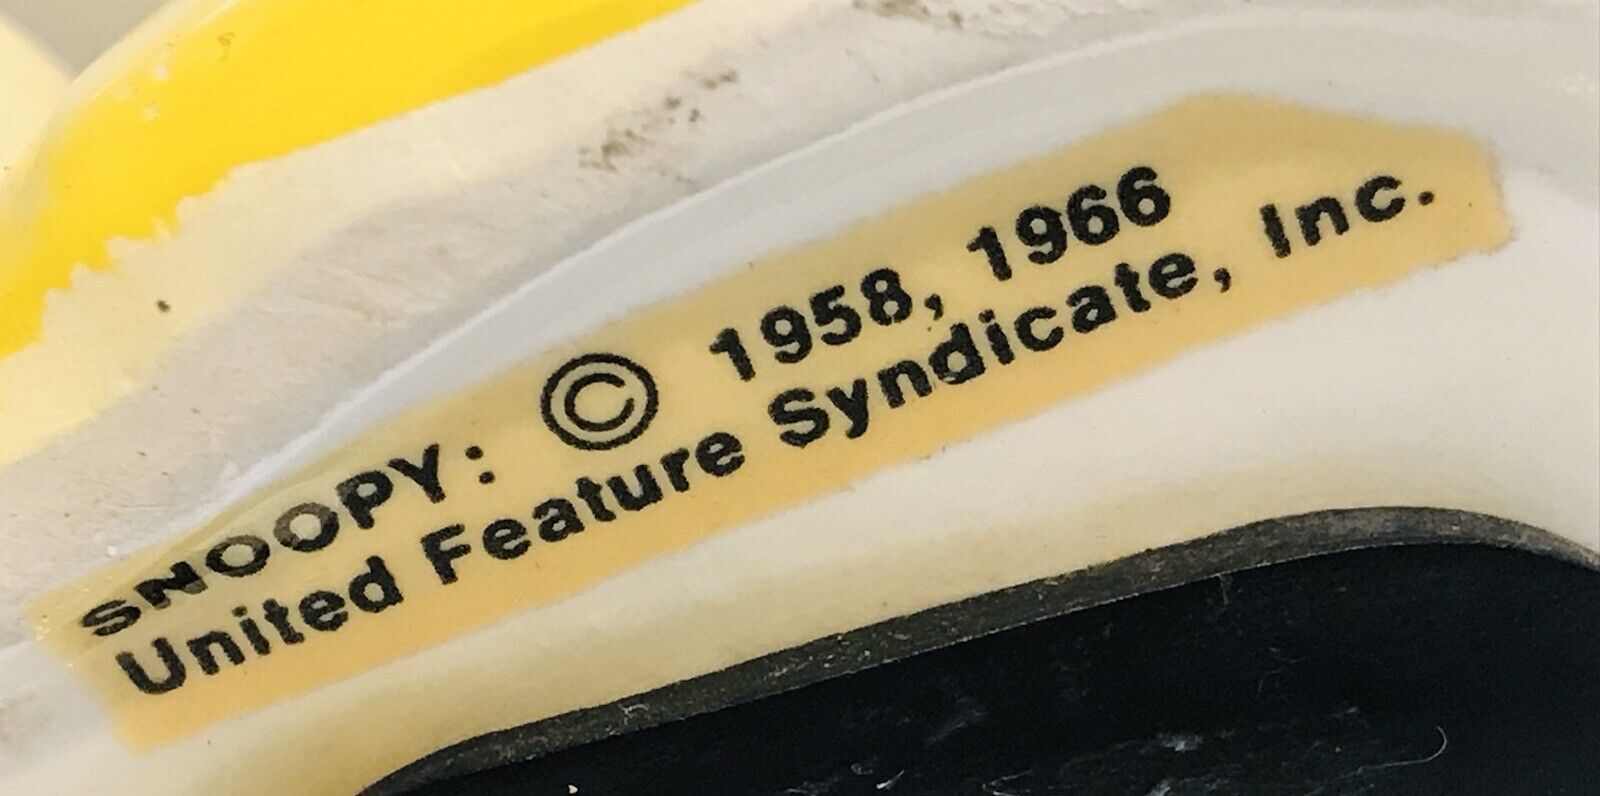 SNOOPY: © 1958, 1966
United Feature Syndicate, Inc.